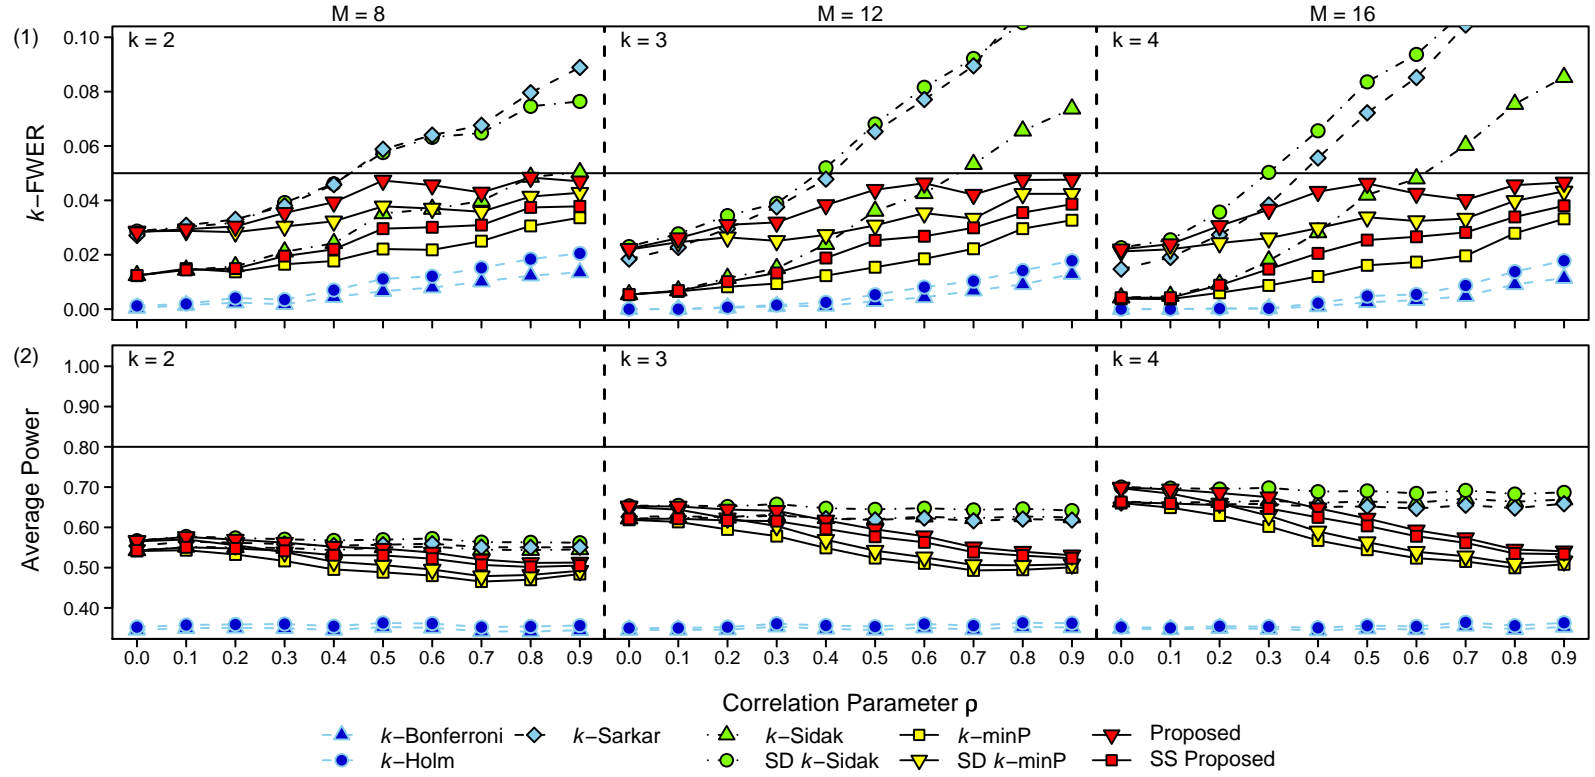 M = 8 M = 12 M = 16
(1) k = 2 k = 3 k = 4
0.10
0.08
0.06
0.04
0.02
0.00
k−FWER
(2) k = 2 k = 3 k = 4
1.00
0.90
0.80
0.70
0.60
0.50
0.40
Average Power
0.0 0.1 0.2 0.3 0.4 0.5 0.6 0.7 0.8 0.9 0.0 0.1 0.2 0.3 0.4 0.5 0.6 0.7 0.8 0.9 0.0 0.1 0.2 0.3 0.4 0.5 0.6 0.7 0.8 0.9
Correlation Parameter ρ
k−Bonferroni k−Sarkar k−Sidak k−minP Proposed
k−Holm SD k−Sidak SD k−minP SS Proposed